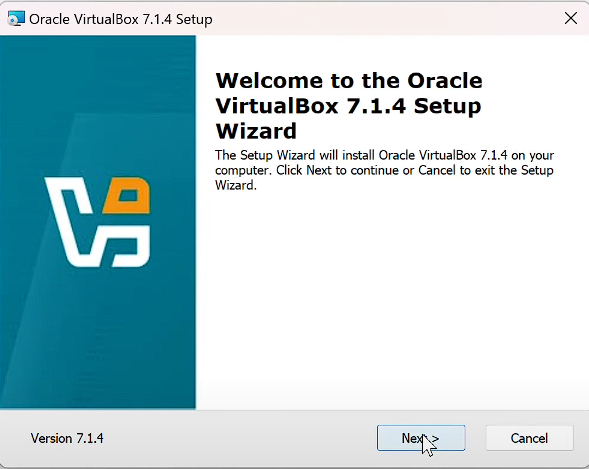 Oracle VirtualBox 7.1.4 Setup
Welcome to the Oracle
VirtualBox 7.1.4 Setup
Wizard
The Setup Wizard will install Oracle VirtualBox 7.1.4 on your
computer. Click Next to continue or Cancel to exit the Setup
Wizard.
Version 7.1.4
Next >
Cancel